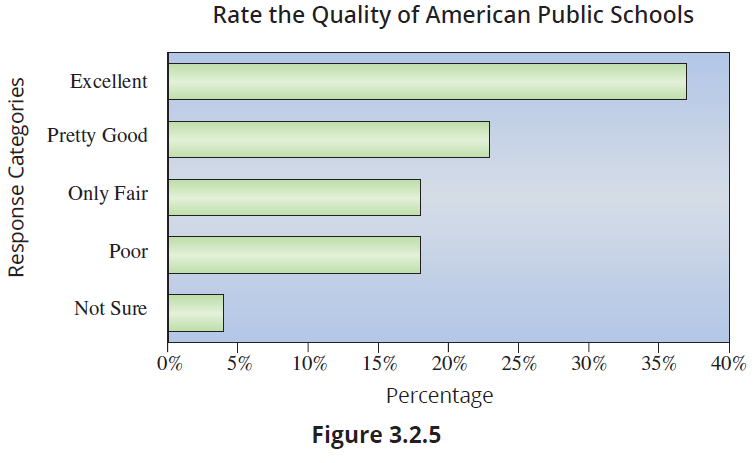 Rate the Quality of American Public Schools
Response Categories
Excellent
Pretty Good
Only Fair
Poor
Not Sure
0% 5% 10% 15% 20% 25% 30% 35% 40%
Percentage
Figure 3.2.5